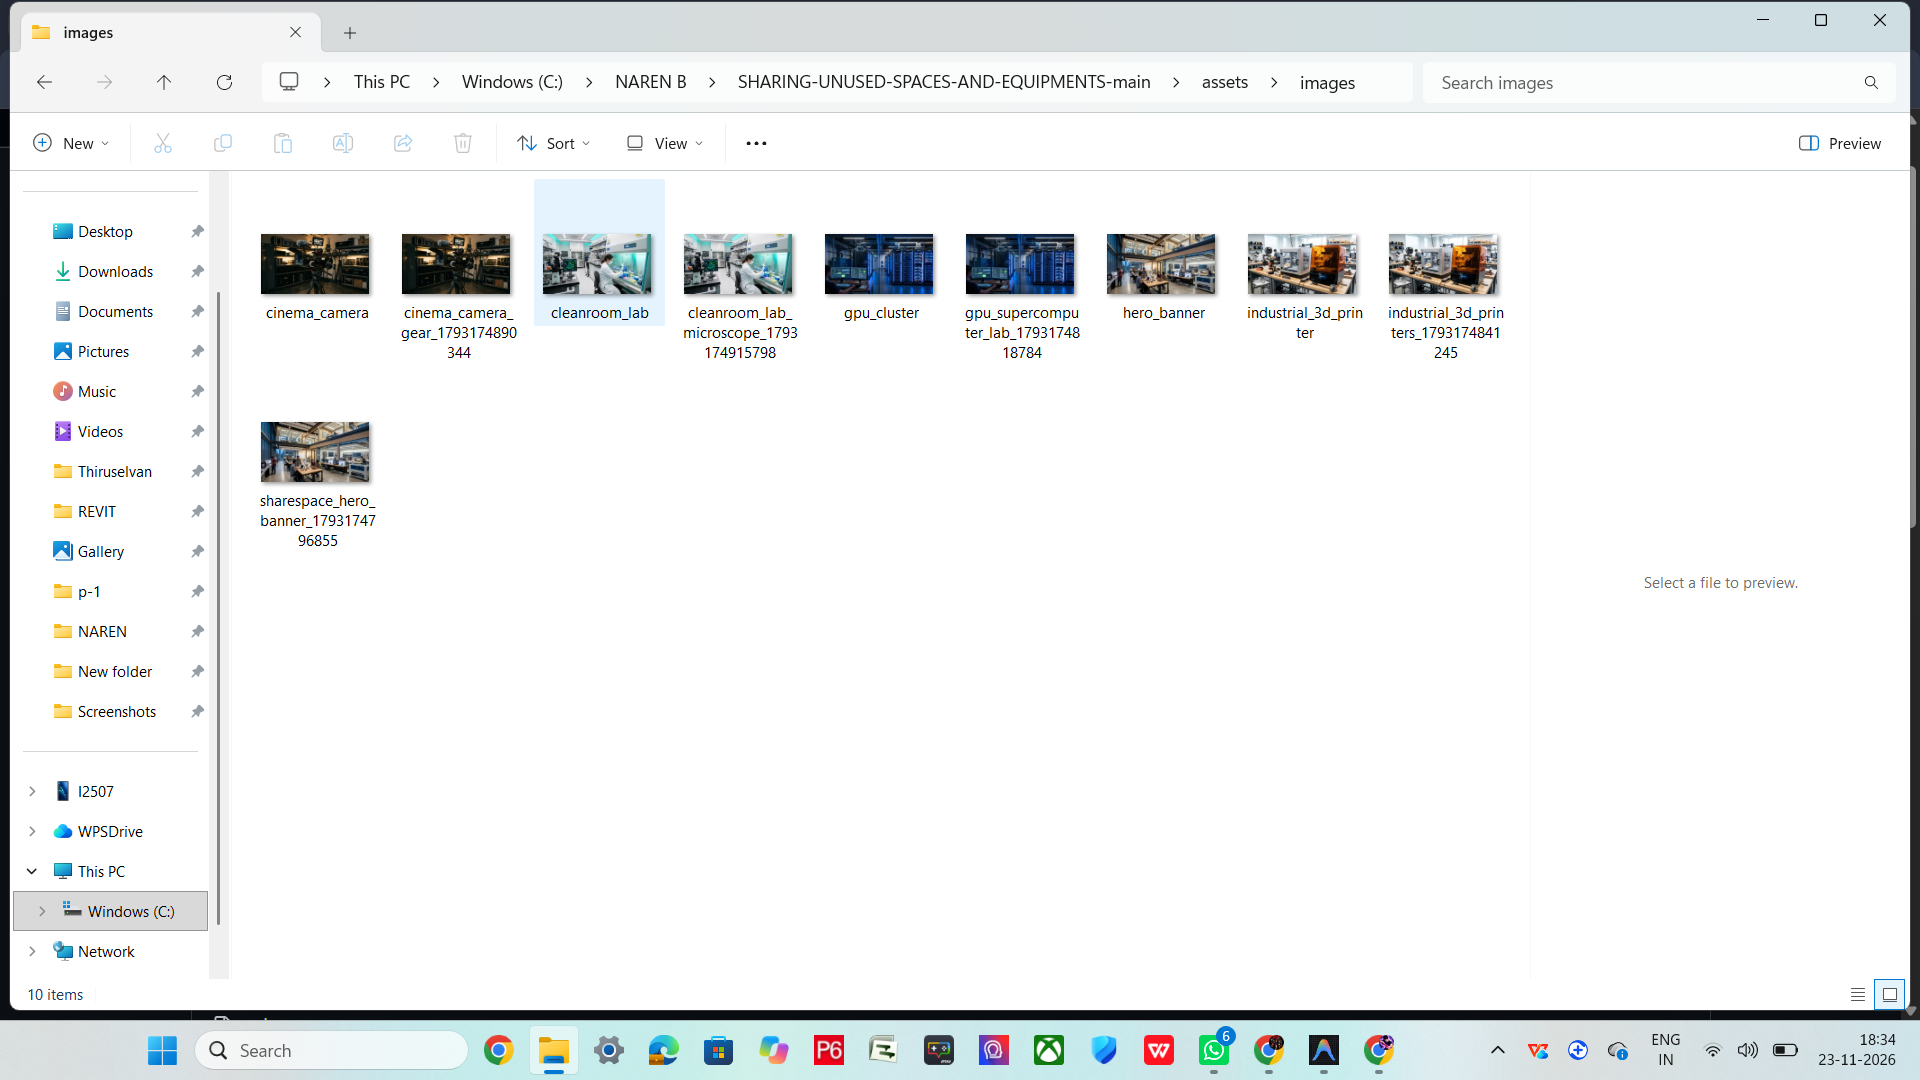 images
This PC
Windows (C:)
NAREN B
SHARING-UNUSED-SPACES-AND-EQUIPMENTS-main
assets
images
Search images
New
Sort
View
Preview
Desktop
Downloads
Documents
Pictures
Music
Videos
Thiruselvan
REVIT
Gallery
p-1
NAREN
New folder
Screenshots
I2507
WPSDrive
This PC
Windows (C:)
Network
cinema_camera
cinema_camera_
gear_1793174890
344
cleanroom_lab
cleanroom_lab_
microscope_1793
174915798
gpu_cluster
gpu_supercompu
ter_lab_17931748
18784
hero_banner
industrial_3d_prin
ter
industrial_3d_prin
ters_1793174841
245
sharespace_hero_
banner_17931747
96855
Select a file to preview.
10 items
Search
P6
6
ENG
IN
18:34
23-11-2026